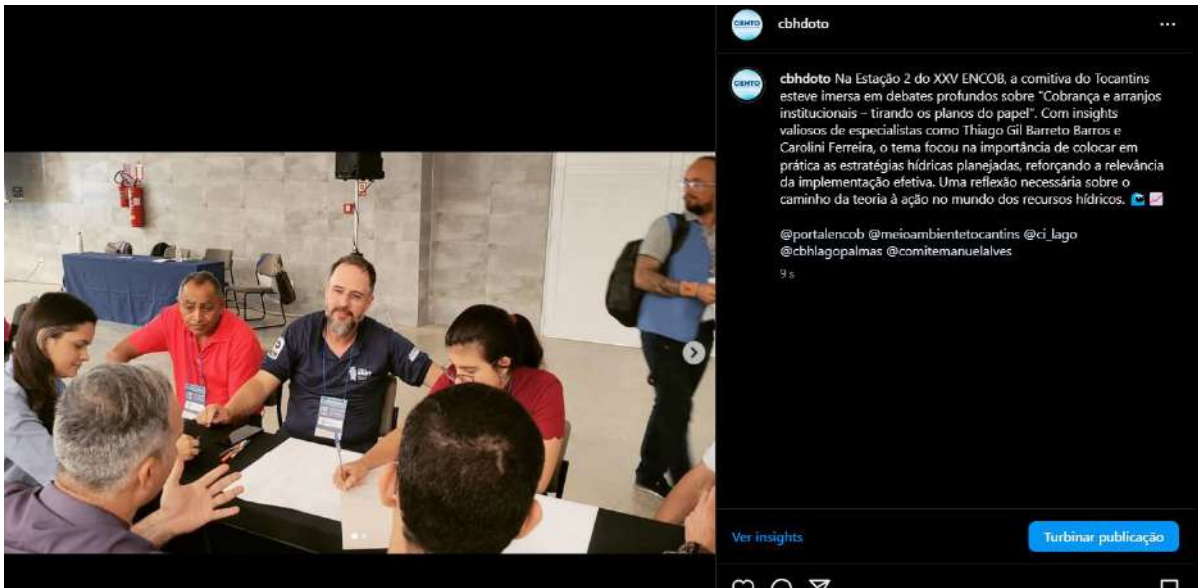 CBHTO
cbhdoto
CBHTO
cbhdoto Na Estação 2 do XXV ENCOB, a comitiva do Tocantins
esteve imersa em debates profundos sobre "Cobrança e arranjos
institucionais – tirando os planos do papel". Com insights
valiosos de especialistas como Thiago Gil Barreto Barros e
Carolini Ferreira, o tema focou na importância de colocar em
prática as estratégias hídricas planejadas, reforçando a relevância
da implementação efetiva. Uma reflexão necessária sobre o
caminho da teoria à ação no mundo dos recursos hídricos. 🌊 📈
@portalencob @meioambientetocantins @ci_lago
@cbhlagopalmas @comitemanuelalves
9 s
Ver insights
Turbinar publicação